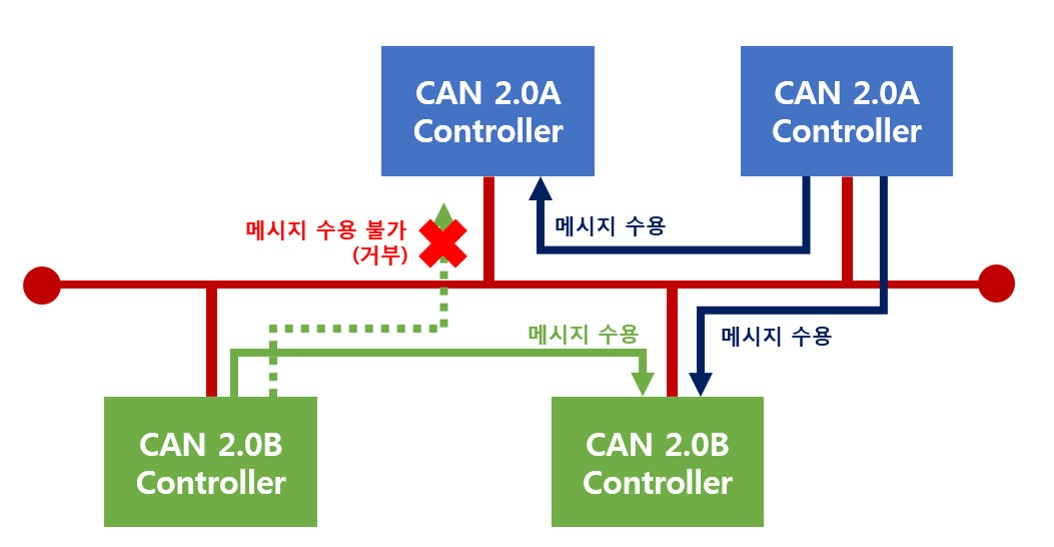 CAN 2.0A
Controller
CAN 2.0A
Controller
메시지 수용 불가
(거부)
메시지 수용
메시지 수용
메시지 수용
CAN 2.0B
Controller
CAN 2.0B
Controller